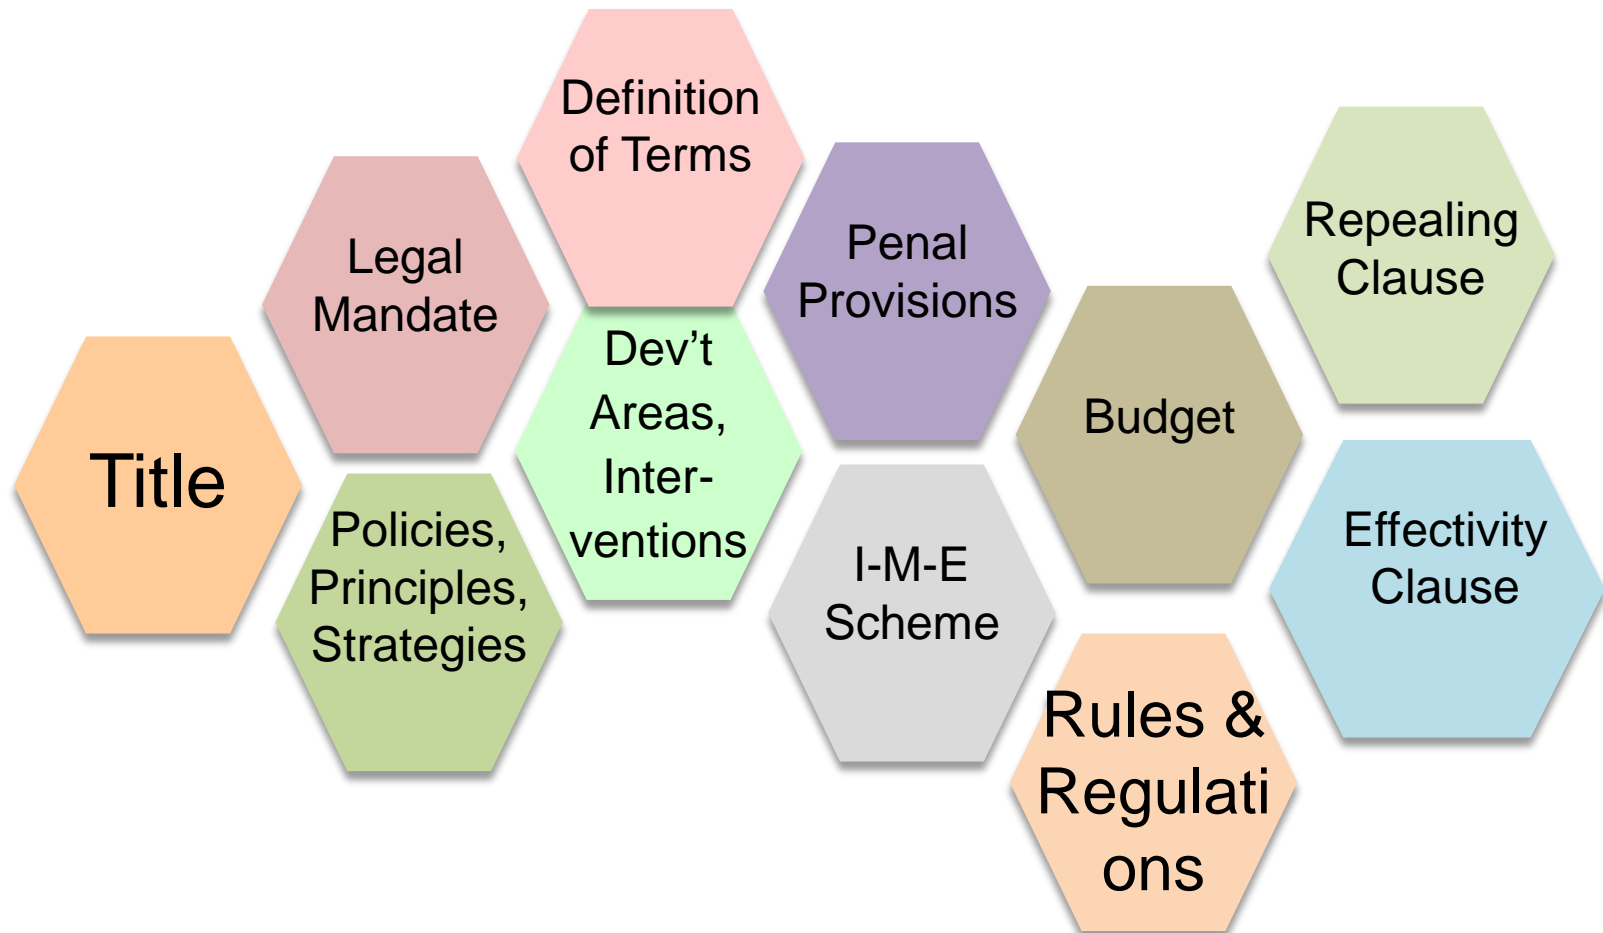 Title
Legal
Mandate
Policies,
Principles,
Strategies
Definition
of Terms
Dev’t
Areas,
Inter-
ventions
Penal
Provisions
I-M-E
Scheme
Budget
Rules &
Regulati
ons
Repealing
Clause
Effectivity
Clause